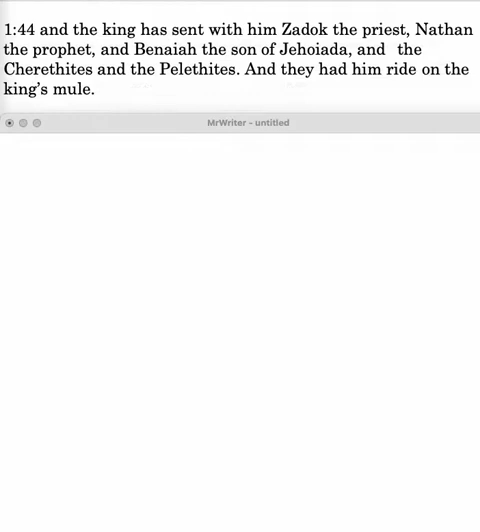 1:44 and the king has sent with him Zadok the priest, Nathan
the prophet, and Benaiah the son of Jehoiada, and the
Cherethites and the Pelethites. And they had him ride on the
king’s mule.
MrWriter - untitled